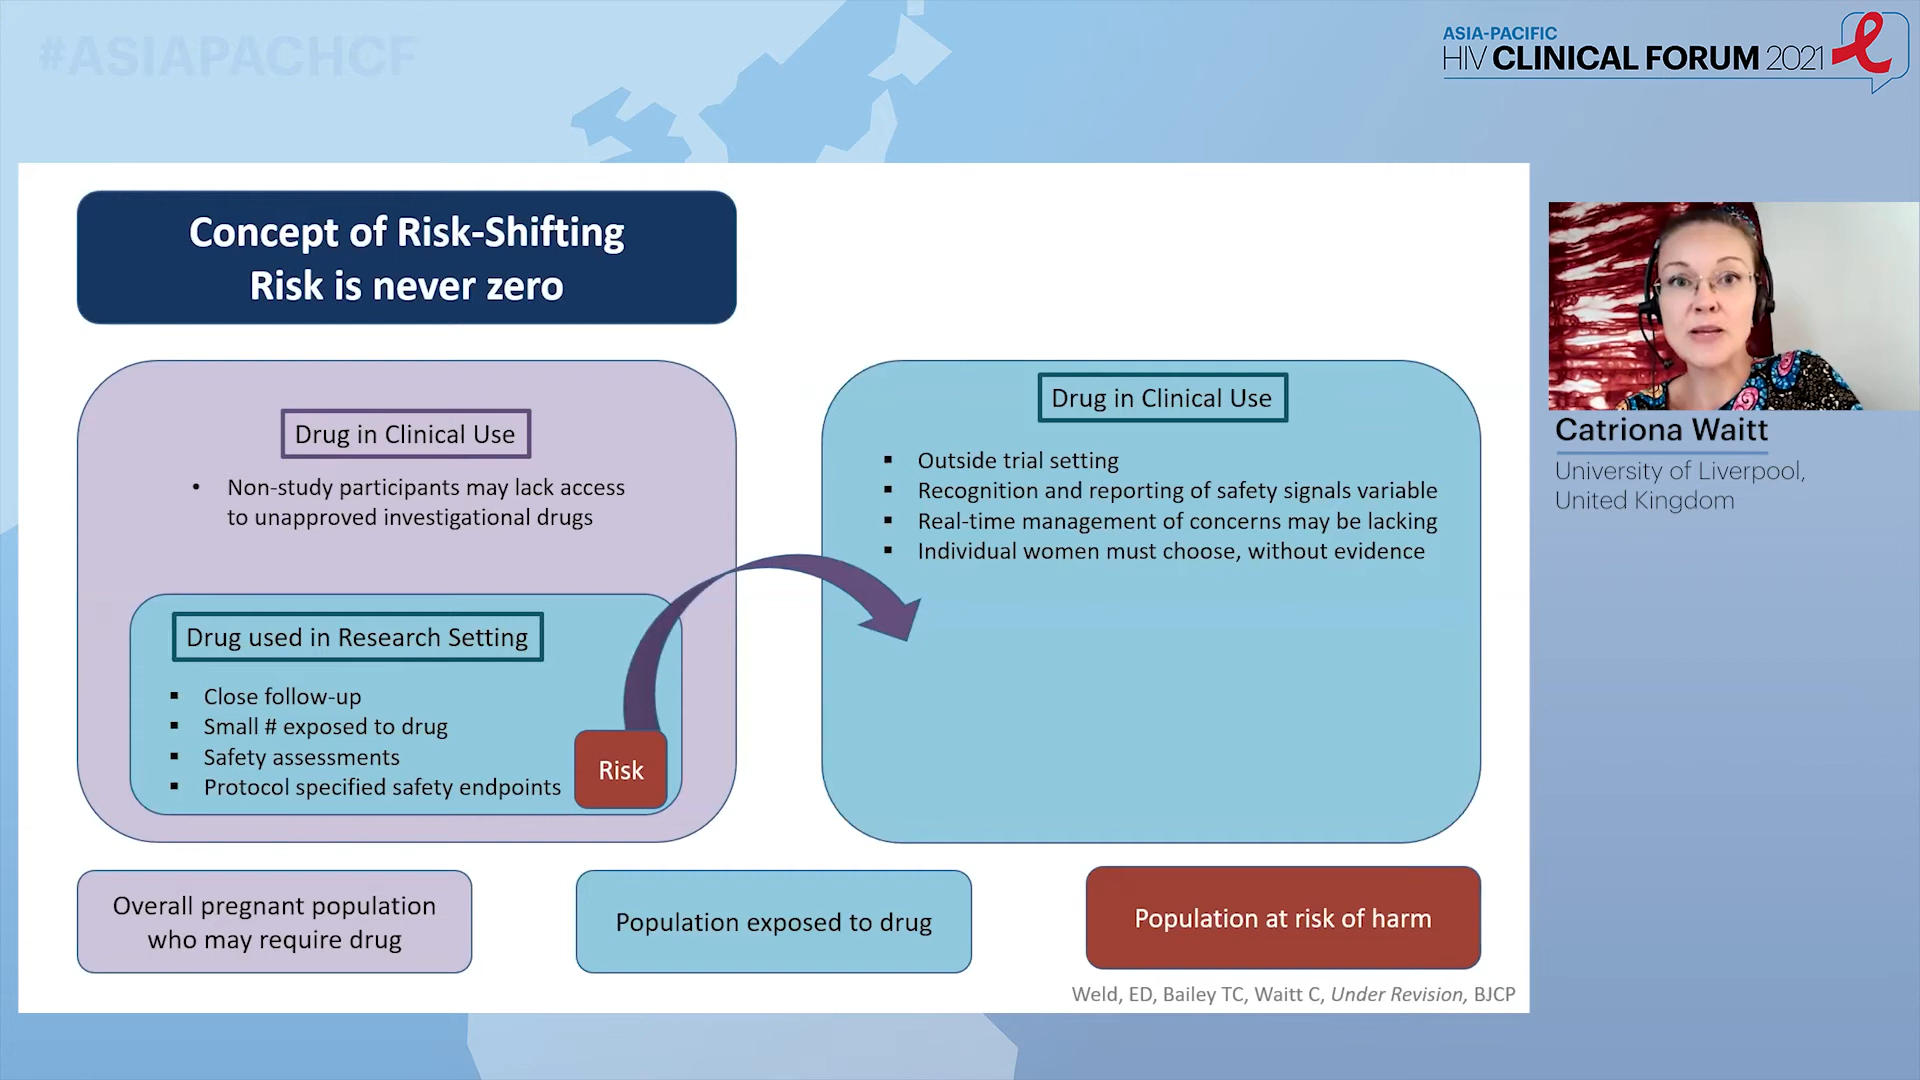 #ASIAPACHCF
ASIA-PACIFIC
HIV CLINICAL FORUM 2021
Concept of Risk-Shifting
Risk is never zero
Drug in Clinical Use
• Non-study participants may lack access
to unapproved investigational drugs
Drug used in Research Setting
▪ Close follow-up
▪ Small # exposed to drug
▪ Safety assessments
▪ Protocol specified safety endpoints
Risk
Drug in Clinical Use
▪ Outside trial setting
▪ Recognition and reporting of safety signals variable
▪ Real-time management of concerns may be lacking
▪ Individual women must choose, without evidence
Overall pregnant population
who may require drug
Population exposed to drug
Population at risk of harm
Weld, ED, Bailey TC, Waitt C, Under Revision, BJCP
Catriona Waitt
University of Liverpool,
United Kingdom